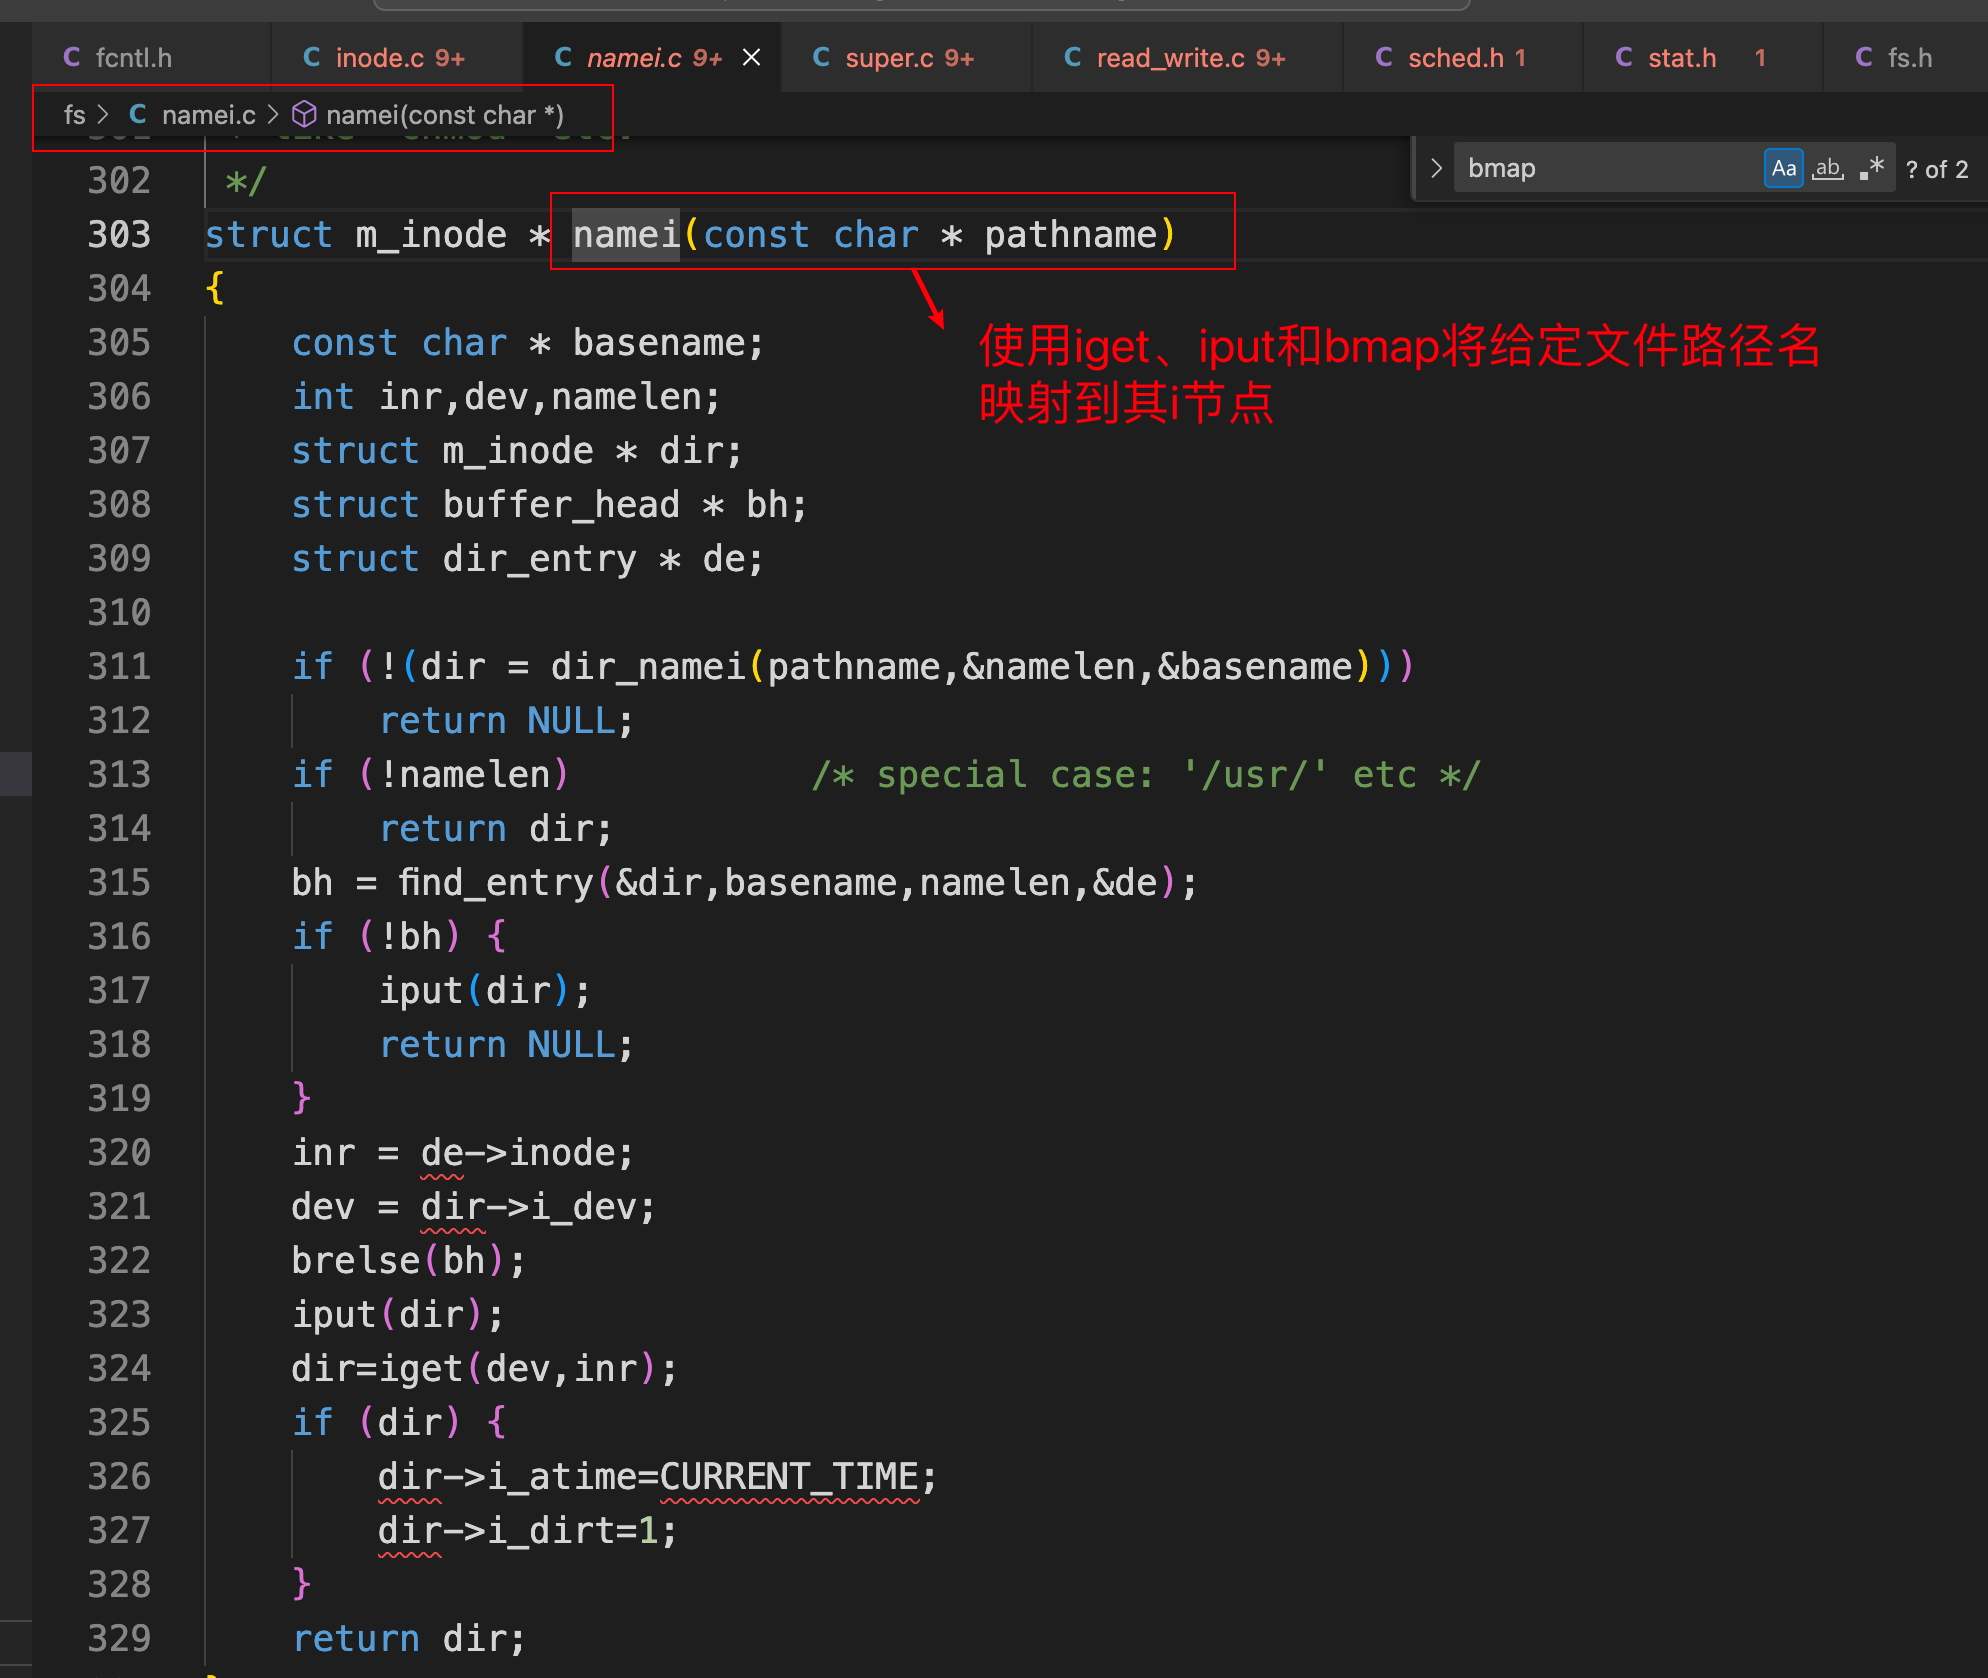 C fcntl.h C inode.c 9+ C namei.c 9+ × C super.c 9+ C read_write.c 9+ C sched.h 1 C stat.h 1 C fs.h
fs > C namei.c > namei(const char *)
bmap Aa ab .* ? of 2
302 */
303 struct m_inode * namei(const char * pathname)
304 {
使用iget、iput和bmap将给定文件路径名
映射到其i节点
305 const char * basename;
306 int inr,dev,namelen;
307 struct m_inode * dir;
308 struct buffer_head * bh;
309 struct dir_entry * de;
310
311 if (!(dir = dir_namei(pathname,&namelen,&basename)))
312 return NULL;
313 if (!namelen) /* special case: '/usr/' etc */
314 return dir;
315 bh = find_entry(&dir,basename,namelen,&de);
316 if (!bh) {
317 iput(dir);
318 return NULL;
319 }
320 inr = de->inode;
321 dev = dir->i_dev;
322 brelse(bh);
323 iput(dir);
324 dir=iget(dev,inr);
325 if (dir) {
326 dir->i_atime=CURRENT_TIME;
327 dir->i_dirt=1;
328 }
329 return dir;